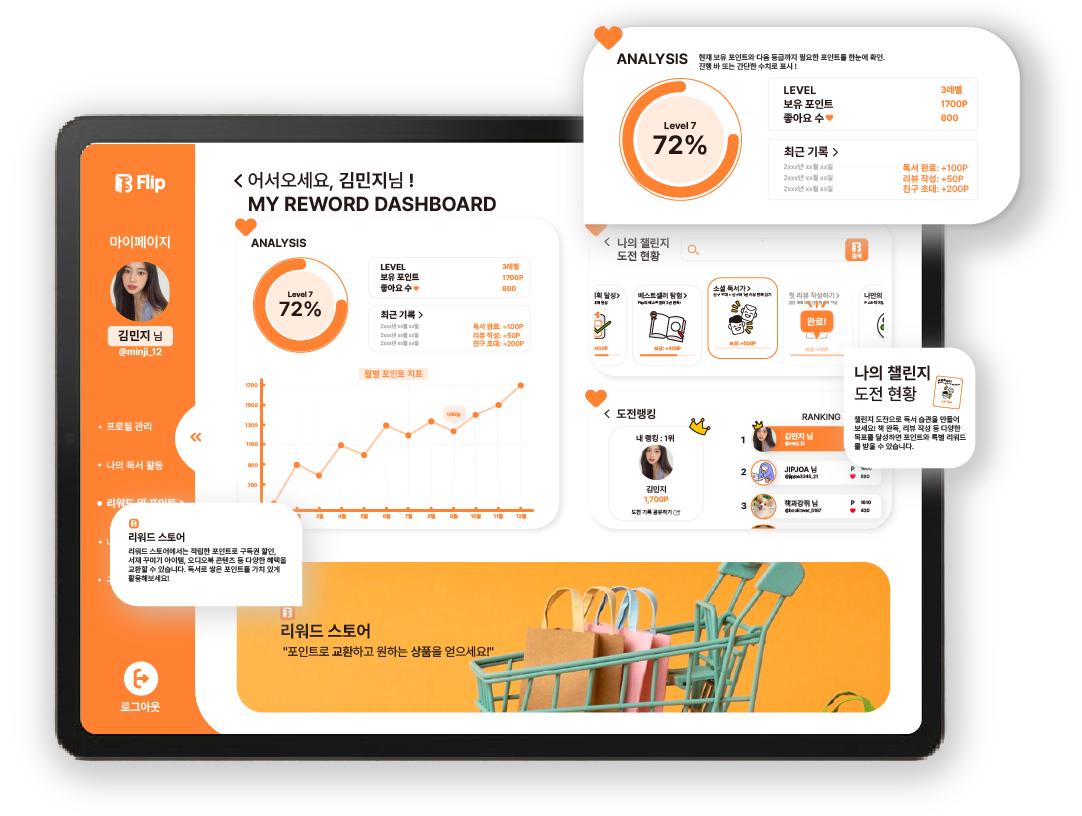 ANALYSIS
현재 보유 포인트와 다음 등급까지 필요한 포인트를 한눈에 확인.
진행 바 또는 간단한 수치로 표시 !
Level 7
72%
LEVEL 3레벨
보유 포인트 1700P
좋아요 수 800
최근 기록 >
2xxx년 xx월 xx일 독서 완료: +100P
2xxx년 xx월 xx일 리뷰 작성: +50P
2xxx년 xx월 xx일 친구 초대: +200P
Flip
마이페이지
김민지 님
@minji_12
• 프로필 관리
• 나의 독서 활동
로그아웃
< 어서오세요, 김민지님 !
MY REWORD DASHBOARD
ANALYSIS
Level 7
72%
LEVEL 3레벨
보유 포인트 1700P
좋아요 수 800
최근 기록 >
2xxx년 xx월 xx일 독서 완료: +100P
2xxx년 xx월 xx일 리뷰 작성: +50P
2xxx년 xx월 xx일 친구 초대: +200P
월별 포인트 지표
1700
1500
1300
1100
900
700
1250p
3월 4월 5월 6월 7월 8월 9월 10월 11월 12월
< 나의 챌린지
도전 현황
검색
획 달성>
베스트셀러 탐험>
보상: +400P
소설 독서가 >
보상: +500P
첫 리뷰 작성하기>
완료!
나만의
나의 챌린지
도전 현황
챌린지 도전으로 독서 습관을 만들어
보세요! 책 완독, 리뷰 작성 등 다양한
목표를 달성하면 포인트와 특별 리워드
를 받을 수 있습니다.
< 도전랭킹
RANKING
내 랭킹 : 1위
김민지
1,700P
도전 기록 공유하기
1 김민지 님
@minji_12
2 JIPJOA 님
@jipjoa3345_21
880
3 책과강쥐 님 P 1610
@booklover_5157 430
리워드 스토어
리워드 스토어에서는 적립한 포인트로 구독권 할인,
서재 꾸미기 아이템, 오디오북 콘텐츠 등 다양한 혜택을
교환할 수 있습니다. 독서로 쌓은 포인트를 가치 있게
활용해보세요!
리워드 스토어
"포인트로 교환하고 원하는 상품을 얻으세요!"